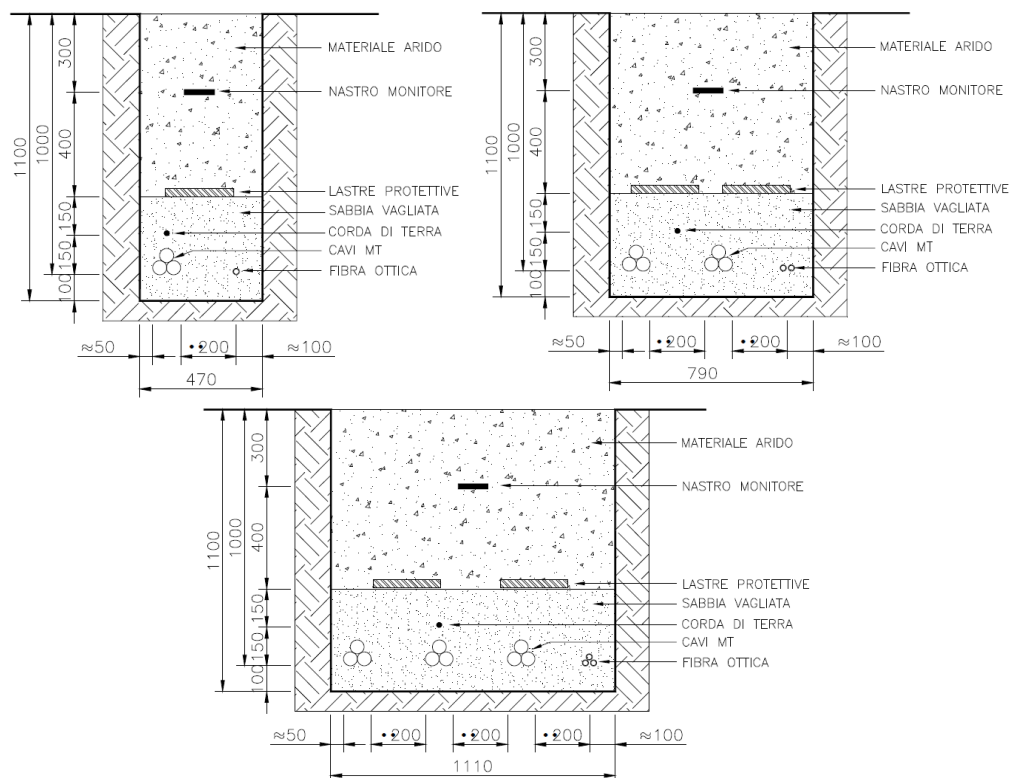 MATERIALE ARIDO
NASTRO MONITORE
LASTRE PROTETTIVE
SABBIA VAGLIATA
CORDA DI TERRA
CAVI MT
FIBRA OTTICA
1100
1000
300
400
150
150
100
≈50
200
≈100
470
MATERIALE ARIDO
NASTRO MONITORE
LASTRE PROTETTIVE
SABBIA VAGLIATA
CORDA DI TERRA
CAVI MT
FIBRA OTTICA
1100
1000
300
400
150
150
100
≈50
200
200
≈100
790
MATERIALE ARIDO
NASTRO MONITORE
LASTRE PROTETTIVE
SABBIA VAGLIATA
CORDA DI TERRA
CAVI MT
FIBRA OTTICA
1100
1000
300
400
150
150
100
≈50
200
200
200
≈100
1110